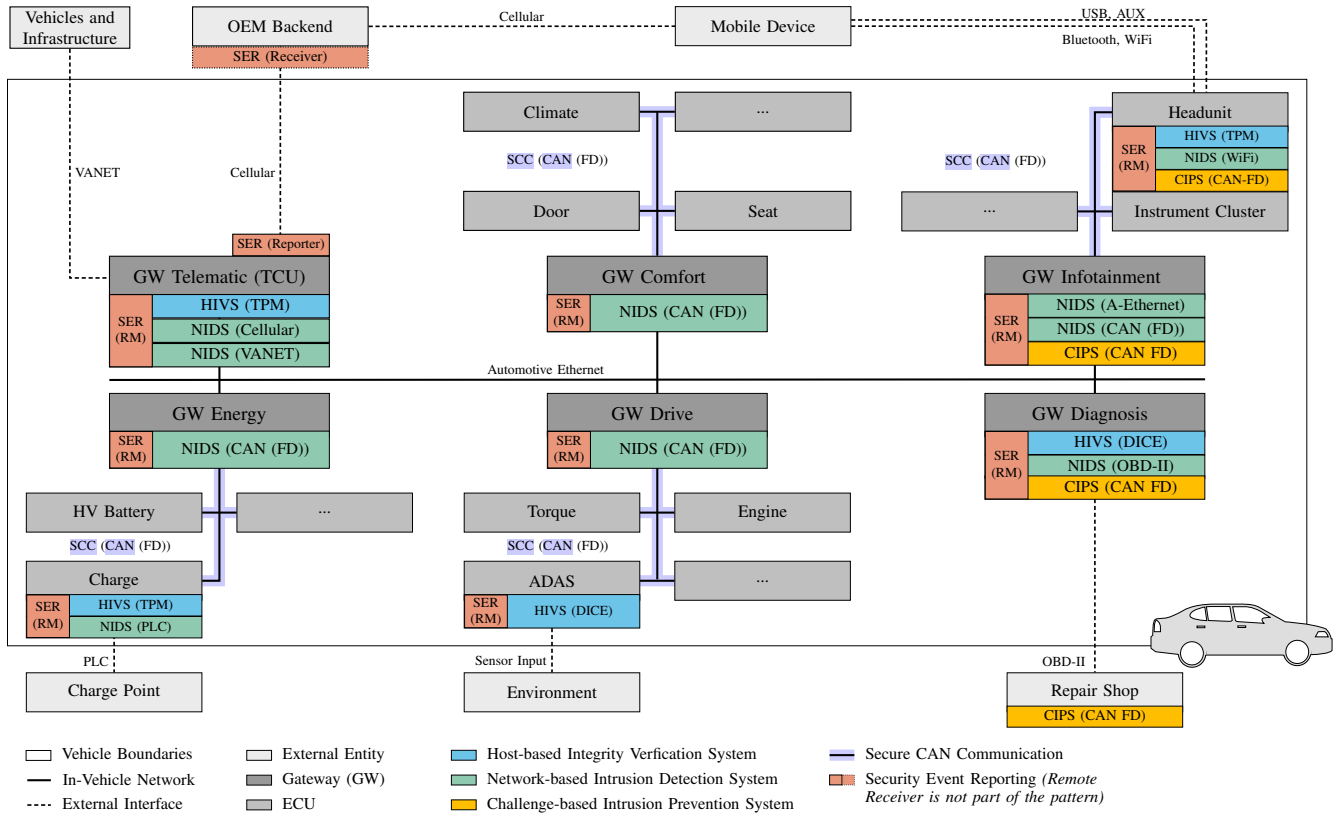 Vehicles and
Infrastructure
OEM Backend
SER (Receiver)
Cellular
Mobile Device
USB, AUX
Bluetooth, WiFi
VANET
Cellular
Climate
...
SCC (CAN (FD))
Door
Seat
Headunit
SER
(RM)
HIVS (TPM)
NIDS (WiFi)
CIPS (CAN-FD)
SCC (CAN (FD))
...
Instrument Cluster
SER (Reporter)
GW Telematic (TCU)
SER
(RM)
HIVS (TPM)
NIDS (Cellular)
NIDS (VANET)
GW Comfort
SER
(RM)
NIDS (CAN (FD))
GW Infotainment
SER
(RM)
NIDS (A-Ethernet)
NIDS (CAN (FD))
CIPS (CAN FD)
Automotive Ethernet
GW Energy
SER
(RM)
NIDS (CAN (FD))
GW Drive
SER
(RM)
NIDS (CAN (FD))
GW Diagnosis
SER
(RM)
HIVS (DICE)
NIDS (OBD-II)
CIPS (CAN FD)
HV Battery
...
SCC (CAN (FD))
Charge
SER
(RM)
HIVS (TPM)
NIDS (PLC)
Torque
Engine
SCC (CAN (FD))
ADAS
...
SER
(RM)
HIVS (DICE)
PLC
Charge Point
Sensor Input
Environment
OBD-II
Repair Shop
CIPS (CAN FD)
Vehicle Boundaries
In-Vehicle Network
External Interface
External Entity
Gateway (GW)
ECU
Host-based Integrity Verfication System
Network-based Intrusion Detection System
Challenge-based Intrusion Prevention System
Secure CAN Communication
Security Event Reporting (Remote
Receiver is not part of the pattern)